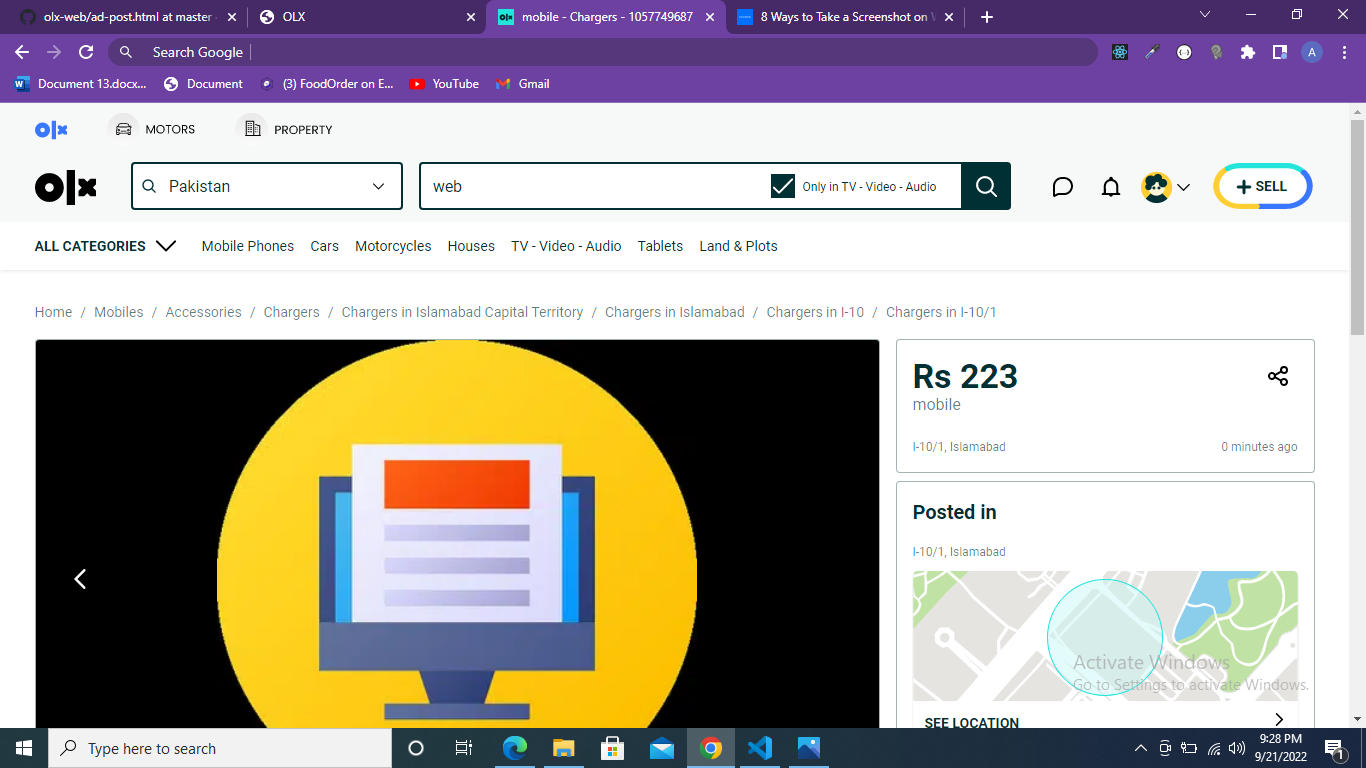 olx-web/ad-post.html at master
OLX
olx mobile - Chargers - 1057749687
8 Ways to Take a Screenshot on W
Search Google
A
Document 13.docx...
Document
(3) FoodOrder on E...
YouTube
Gmail
olx
MOTORS
PROPERTY
olx
Pakistan
web
Only in TV - Video - Audio
SELL
ALL CATEGORIES
Mobile Phones
Cars
Motorcycles
Houses
TV - Video - Audio
Tablets
Land & Plots
Home / Mobiles / Accessories / Chargers / Chargers in Islamabad Capital Territory / Chargers in Islamabad / Chargers in I-10 / Chargers in I-10/1
Rs 223
mobile
I-10/1, Islamabad
0 minutes ago
Posted in
I-10/1, Islamabad
Activate Windows
Go to Settings to activate Windows.
SEE LOCATION
Type here to search
9:28 PM
9/21/2022
1